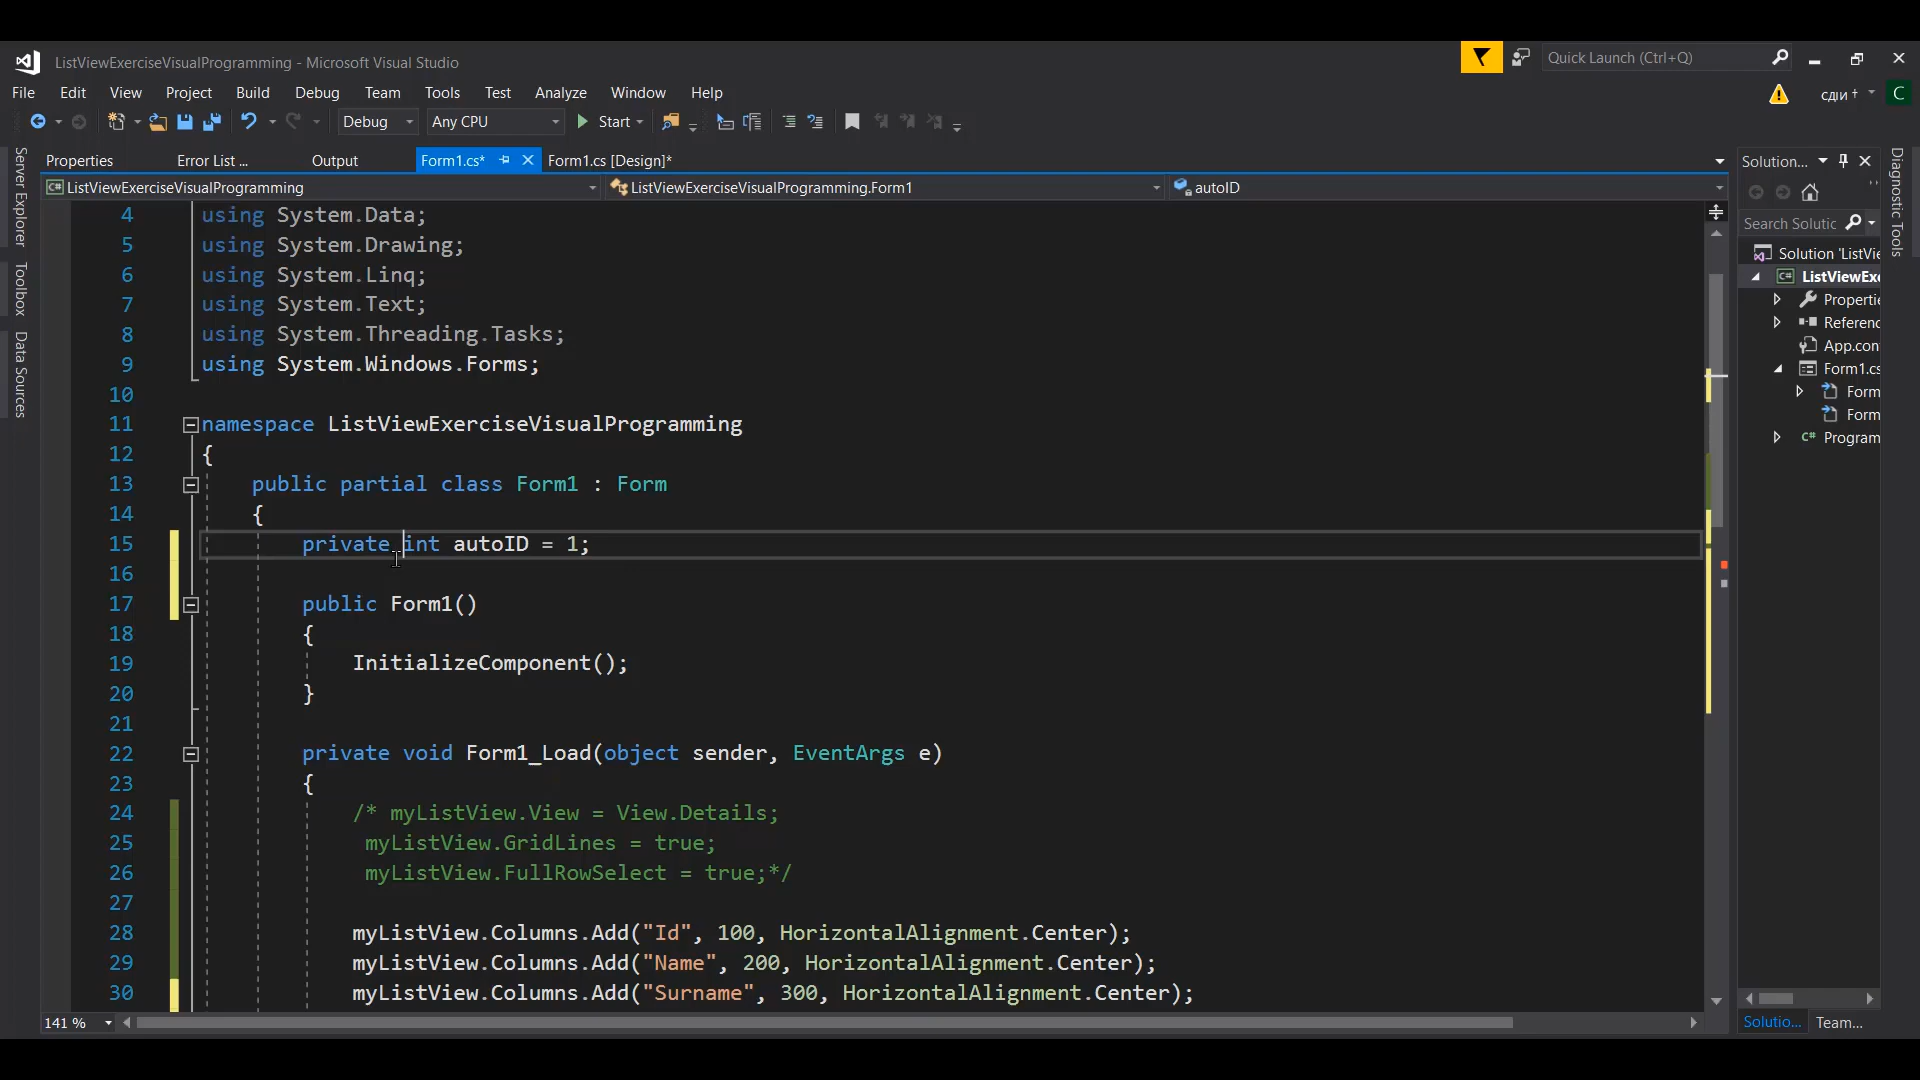 ListViewExerciseVisualProgramming - Microsoft Visual Studio
Quick Launch (Ctrl+Q)
File Edit View Project Build Debug Team Tools Test Analyze Window Help
C
Debug Any CPU Start
Properties Error List ... Output Form1.cs* Form1.cs [Design]*
Solution...
ListViewExerciseVisualProgramming ListViewExerciseVisualProgramming.Form1 autoID
Server Explorer
Toolbox
Data Sources
4 using System.Data;
5 using System.Drawing;
6 using System.Linq;
7 using System.Text;
8 using System.Threading.Tasks;
9 using System.Windows.Forms;
10
11 namespace ListViewExerciseVisualProgramming
12 {
13 public partial class Form1 : Form
14 {
15 private int autoID = 1;
16
17 public Form1()
18 {
19 InitializeComponent();
20 }
21
22 private void Form1_Load(object sender, EventArgs e)
23 {
24 /* myListView.View = View.Details;
25 myListView.GridLines = true;
26 myListView.FullRowSelect = true;*/
27
28 myListView.Columns.Add("Id", 100, HorizontalAlignment.Center);
29 myListView.Columns.Add("Name", 200, HorizontalAlignment.Center);
30 myListView.Columns.Add("Surname", 300, HorizontalAlignment.Center);
141 %
Search Solutic
Solution 'ListVie
ListViewExe
Propertie
Referenc
App.con
Form1.cs
Form
Form
C# Program
Solutio... Team...
Diagnostic Tools